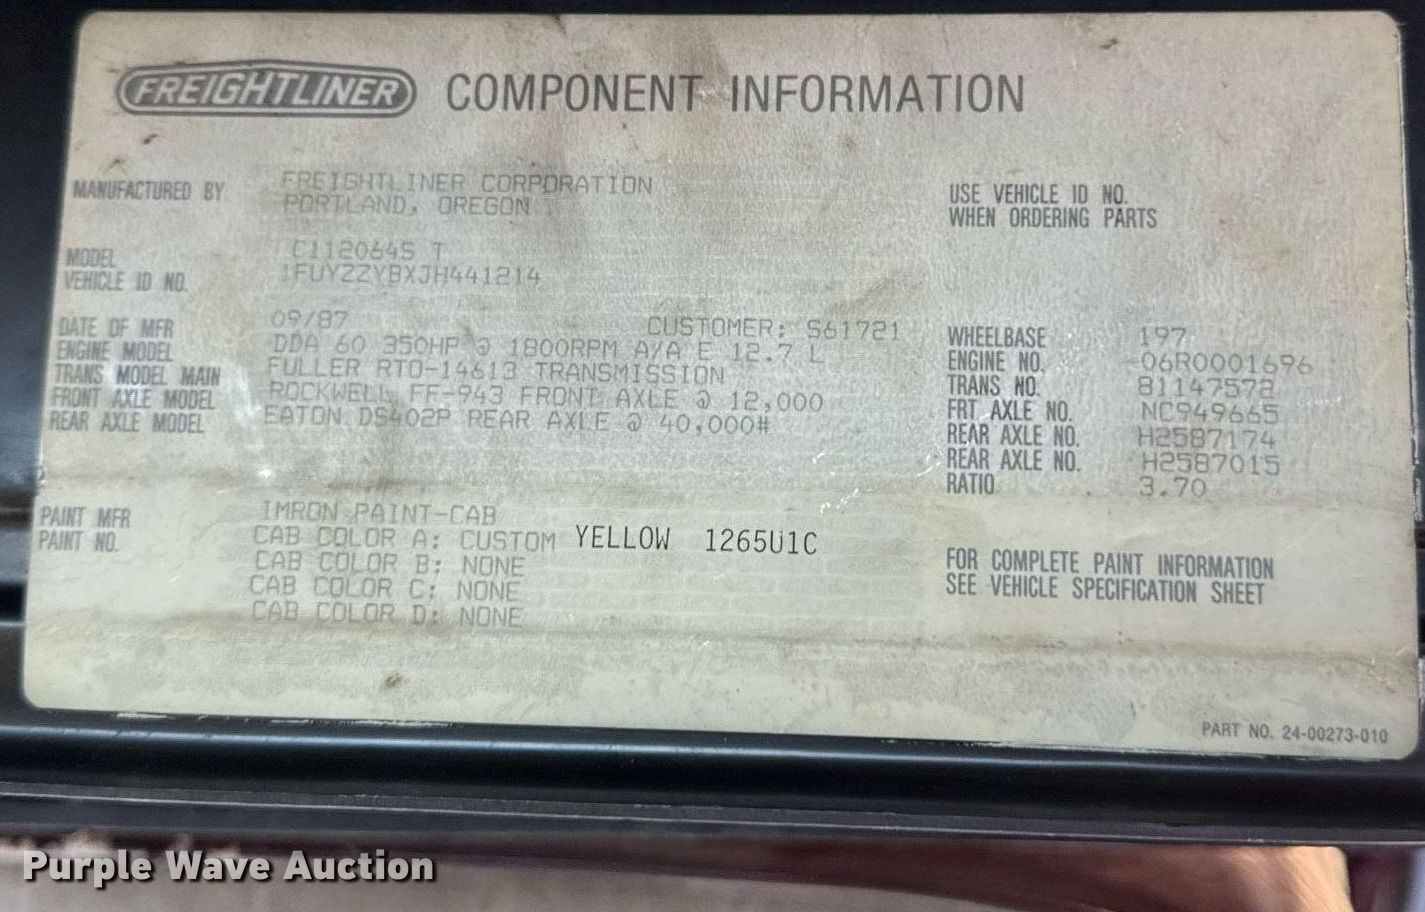 FREIGHTLINER COMPONENT INFORMATION
MANUFACTURED BY FREIGHTLINER CORPORATION
PORTLAND, OREGON
USE VEHICLE ID NO.
WHEN ORDERING PARTS
MODEL C112064S T
VEHICLE ID NO. 1FUYZZYBXJH441214
DATE OF MFR 09/87 CUSTOMER: S61721
ENGINE MODEL DDA 60 350HP @ 1800RPM A/A E 12.7 L
TRANS MODEL MAIN FULLER RTO-14613 TRANSMISSION
FRONT AXLE MODEL ROCKWELL FF-943 FRONT AXLE @ 12,000
REAR AXLE MODEL EATON DS402P REAR AXLE @ 40,000#
WHEELBASE 197
ENGINE NO. -06R0001696
TRANS NO. 81147572
FRT AXLE NO. NC949665
REAR AXLE NO. H2587174
REAR AXLE NO. H2587015
RATIO 3.70
PAINT MFR IMRON PAINT-CAB
PAINT NO. CAB COLOR A: CUSTOM YELLOW 1265U1C
CAB COLOR B: NONE
CAB COLOR C: NONE
CAB COLOR D: NONE
FOR COMPLETE PAINT INFORMATION
SEE VEHICLE SPECIFICATION SHEET
PART NO. 24-00273-010
Purple Wave Auction